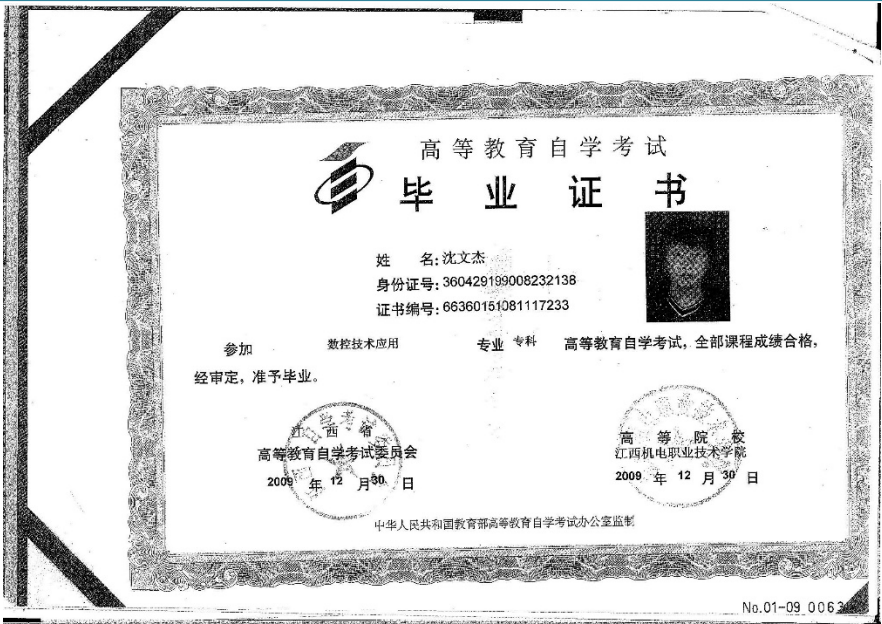 高等教育自学考试
毕业证书
姓 名:沈文杰
身份证号:360429199008232138
证书编号:66360151081117233
参加 数控技术应用 专业 专科 高等教育自学考试,全部课程成绩合格,
经审定,准予毕业。
江西省
高等教育自学考试委员会
2009 年 12 月 30 日
高等院校
江西机电职业技术学院
2009 年 12 月 30 日
中华人民共和国教育部高等教育自学考试办公室监制
No.01-09 0063